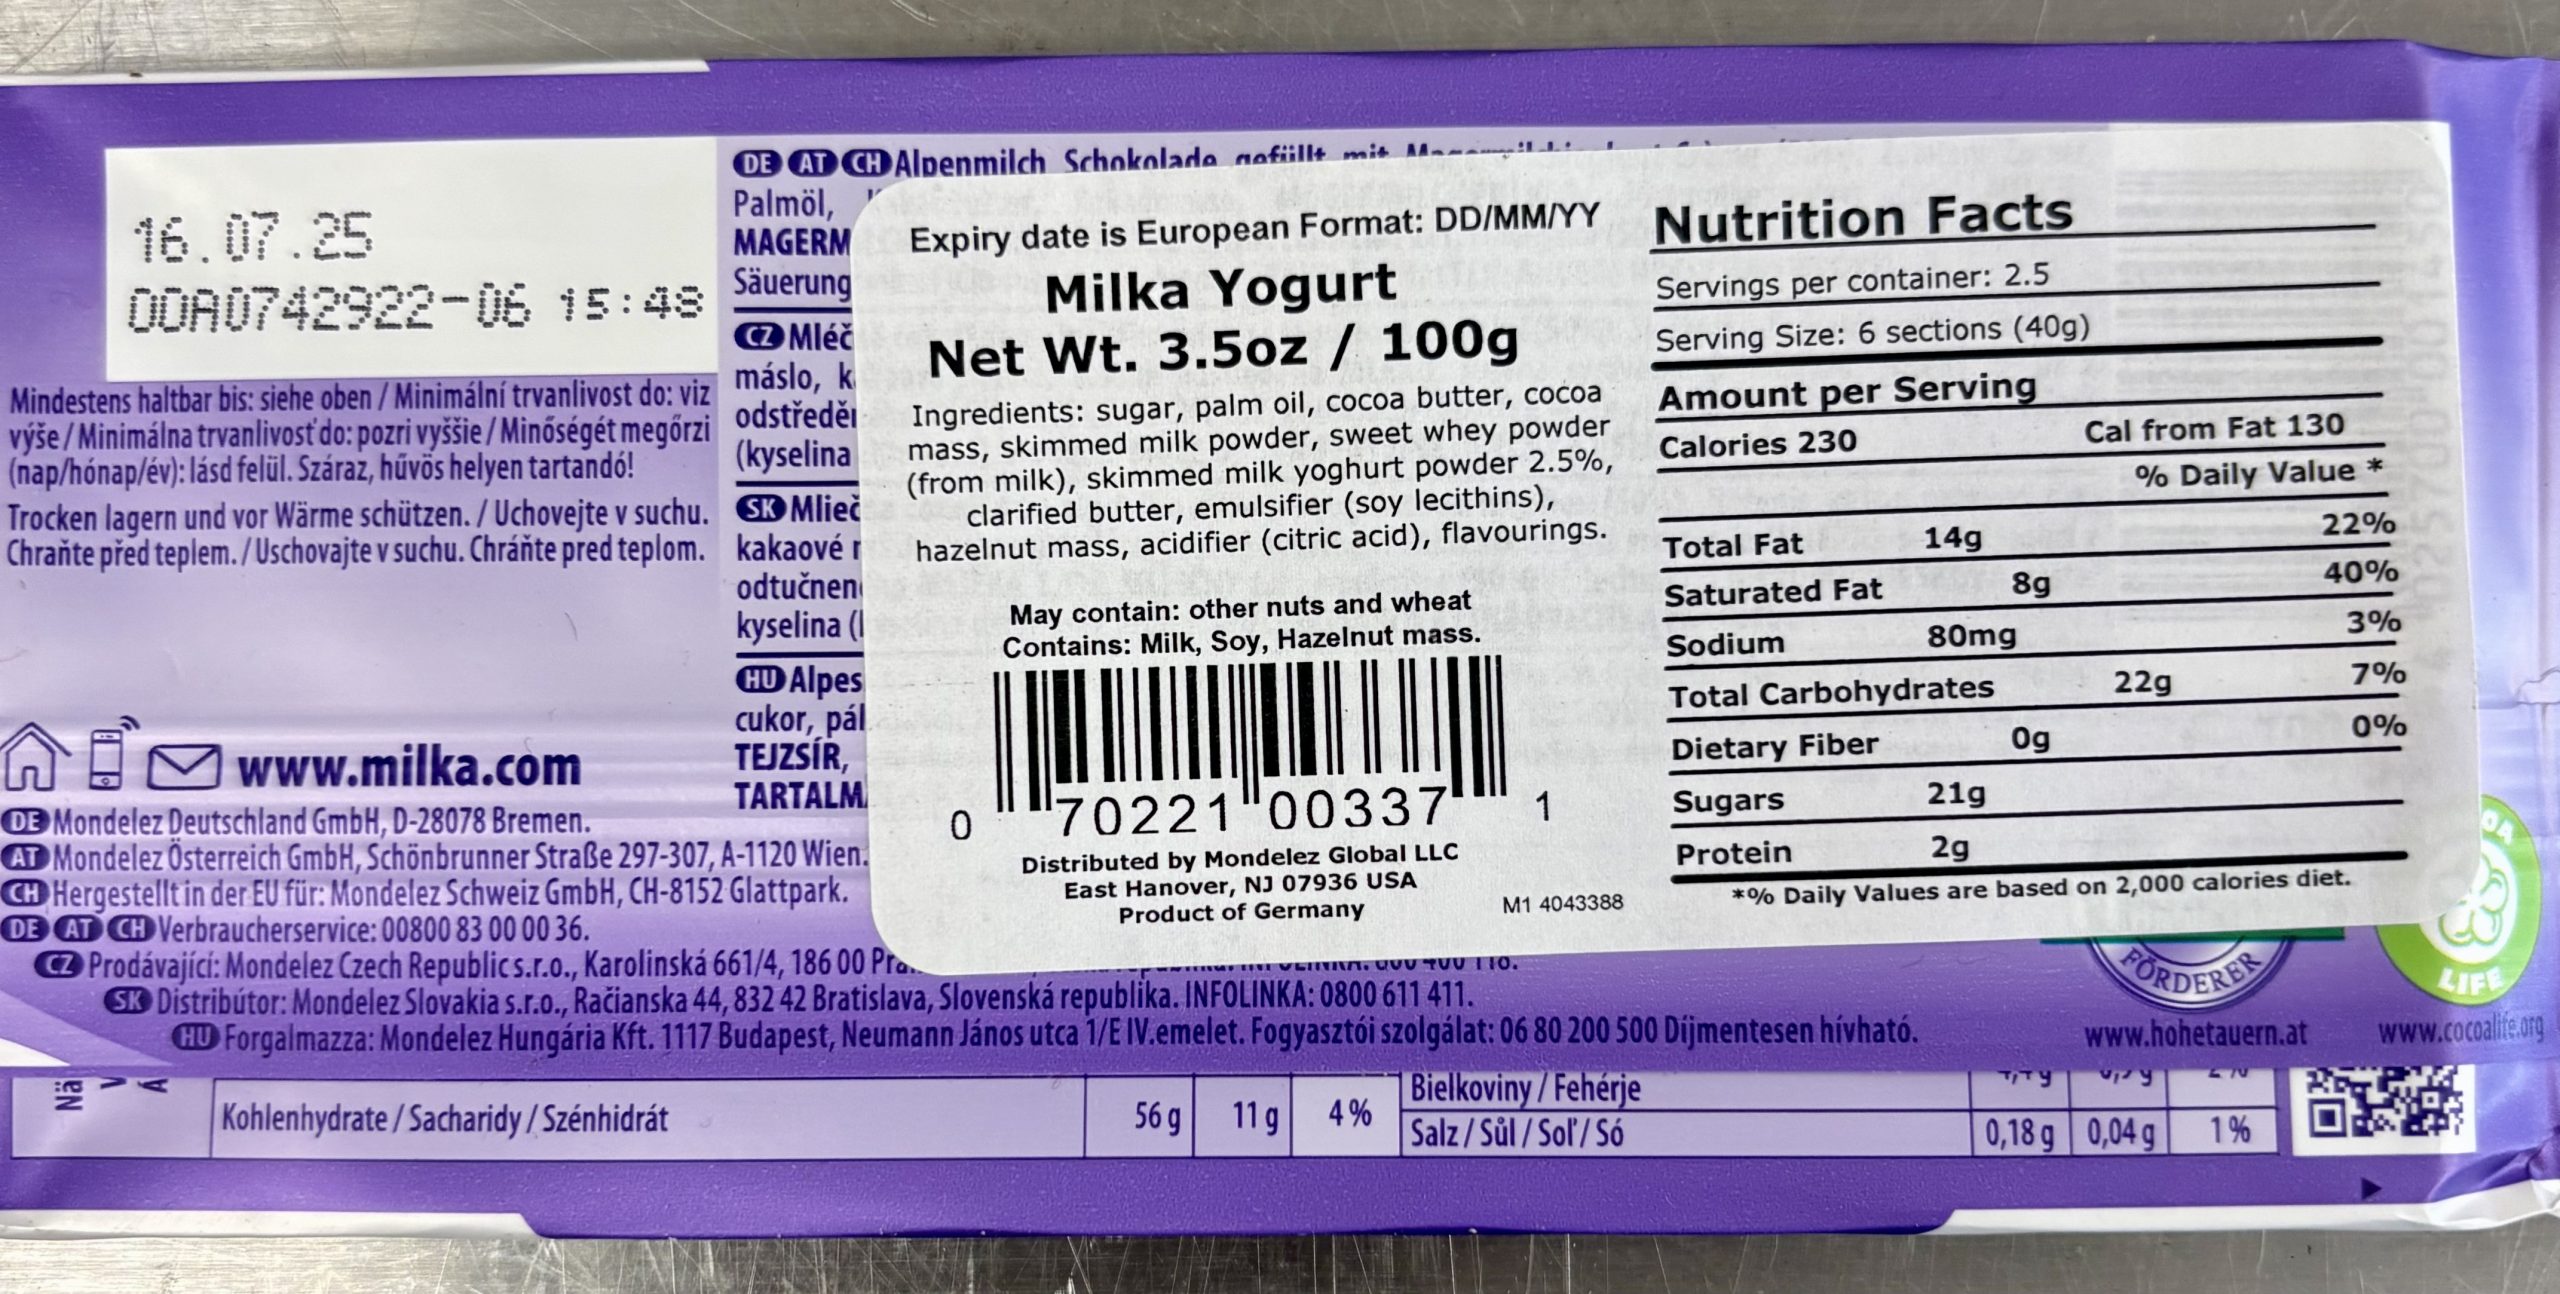 16.07.25
OOA0742922-06 15:48
Mindestens haltbar bis: siehe oben / Minimální trvanlivost do: viz
výše / Minimálna trvanlivosť do: pozri vyššie / Minőségét megőrzi
(nap/hónap/év): lásd felül. Száraz, hűvös helyen tartandó!
Trocken lagern und vor Wärme schützen. / Uchovejte v suchu.
Chraňte před teplem. / Uschovajte v suchu. Chráňte pred teplom.
www.milka.com
DE Mondelez Deutschland GmbH, D-28078 Bremen.
AT Mondelez Österreich GmbH, Schönbrunner Straße 297-307, A-1120 Wien.
CH Hergestellt in der EU für: Mondelez Schweiz GmbH, CH-8152 Glattpark.
DE AT CH Verbraucherservice: 00800 83 00 00 36.
CZ Prodávající: Mondelez Czech Republic s.r.o., Karolinská 661/4, 186 00
SK Distribútor: Mondelez Slovakia s.r.o., Račianska 44, 832 42 Bratislava, Slovenská republika. INFOLINKA: 0800 611 411.
HU Forgalmazza: Mondelez Hungária Kft. 1117 Budapest, Neumann János utca 1/E IV.emelet. Fogyasztói szolgálat: 06 80 200 500 Díjmentesen hívható.
DE AT CH Alpenmilch Schokolade gefüllt mit
Palmöl,
MAGERM
Säuerung
CZ Mléč
máslo, k
odstředě
(kyselina
SK Mlieč
kakaové
odtučnen
kyselina
HU Alpes
cukor, pál
TEJZSÍR,
TARTALM
Expiry date is European Format: DD/MM/YY
Milka Yogurt
Net Wt. 3.5oz / 100g
Ingredients: sugar, palm oil, cocoa butter, cocoa
mass, skimmed milk powder, sweet whey powder
(from milk), skimmed milk yoghurt powder 2.5%,
clarified butter, emulsifier (soy lecithins),
hazelnut mass, acidifier (citric acid), flavourings.
May contain: other nuts and wheat
Contains: Milk, Soy, Hazelnut mass.
0 70221 00337 1
Distributed by Mondelez Global LLC
East Hanover, NJ 07936 USA
Product of Germany
M1 4043388
Nutrition Facts
Servings per container: 2.5
Serving Size: 6 sections (40g)
Amount per Serving
Calories 230 Cal from Fat 130
% Daily Value *
Total Fat 14g 22%
Saturated Fat 8g 40%
Sodium 80mg 3%
Total Carbohydrates 22g 7%
Dietary Fiber 0g 0%
Sugars 21g
Protein 2g
*% Daily Values are based on 2,000 calories diet.
FÖRDERER
LIFE
www.hohetauern.at
www.cocoalife.org
Kohlenhydrate / Sacharidy / Szénhidrát 56 g 11 g 4 %
Bielkoviny / Fehérje
Salz / Sůl / Soľ / Só 0,18 g 0,04 g 1 %